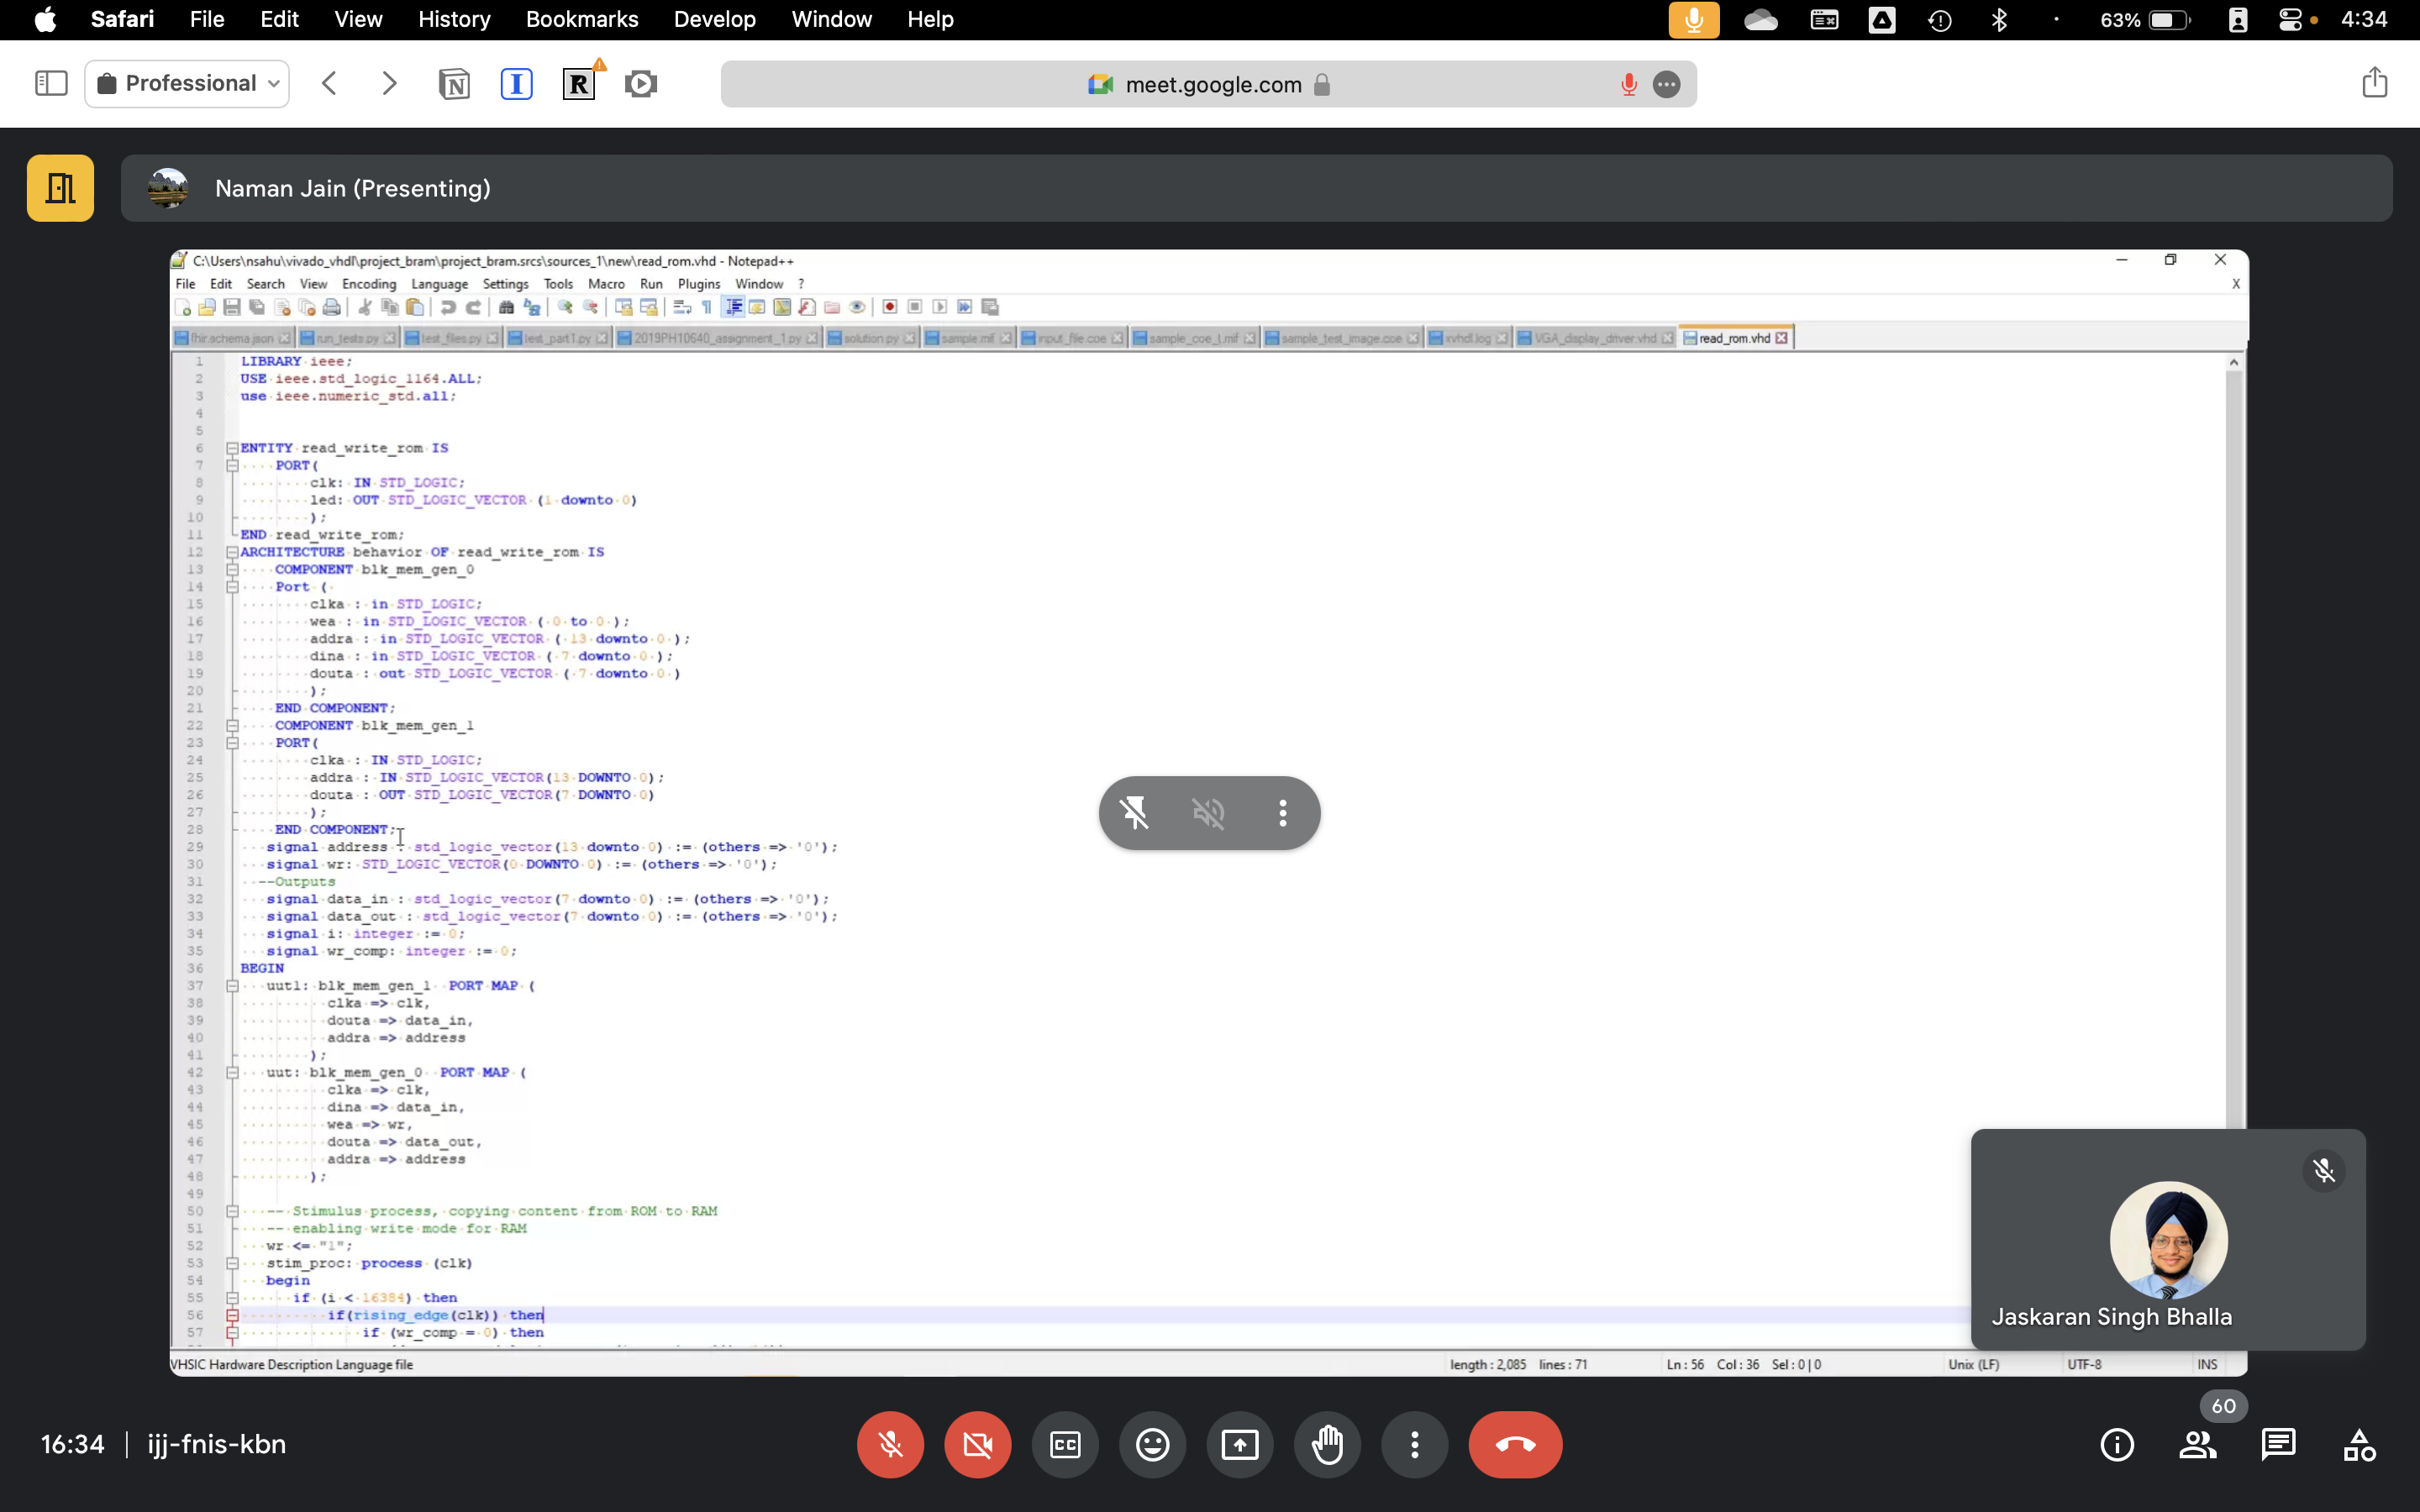 Safari File Edit View History Bookmarks Develop Window Help 63% 4:34
Professional meet.google.com
Naman Jain (Presenting)
C:\Users\nsahu\vivado_vhdl\project_bram\project_bram.srcs\sources_1\new\read_rom.vhd - Notepad++
File Edit Search View Encoding Language Settings Tools Macro Run Plugins Window ? X
fhir.schema.json run_tests.py test_files.py test_part1.py 2019PH10640_assignment_1.py solution.py sample.mif input_file.coe sample_coe_t.mif sample_test_image.coe xvhdl.log VGA_display_driver.vhd read_rom.vhd
1 LIBRARY ieee;
2 USE ieee.std_logic_1164.ALL;
3 use ieee.numeric_std.all;
4
5
6 ENTITY read_write_rom IS
7 PORT(
8 clk: IN STD_LOGIC;
9 led: OUT STD_LOGIC_VECTOR (1 downto 0)
10 );
11 END read_write_rom;
12 ARCHITECTURE behavior OF read_write_rom IS
13 COMPONENT blk_mem_gen_0
14 Port (
15 clka : in STD_LOGIC;
16 wea : in STD_LOGIC_VECTOR ( 0 to 0 );
17 addra : in STD_LOGIC_VECTOR ( 13 downto 0 );
18 dina : in STD_LOGIC_VECTOR ( 7 downto 0 );
19 douta : out STD_LOGIC_VECTOR ( 7 downto 0 )
20 );
21 END COMPONENT;
22 COMPONENT blk_mem_gen_1
23 PORT(
24 clka : IN STD_LOGIC;
25 addra : IN STD_LOGIC_VECTOR(13 DOWNTO 0);
26 douta : OUT STD_LOGIC_VECTOR(7 DOWNTO 0)
27 );
28 END COMPONENT;
29 signal address : std_logic_vector(13 downto 0) := (others => '0');
30 signal wr: STD_LOGIC_VECTOR(0 DOWNTO 0) := (others => '0');
31 --Outputs
32 signal data_in : std_logic_vector(7 downto 0) := (others => '0');
33 signal data_out : std_logic_vector(7 downto 0) := (others => '0');
34 signal i: integer := 0;
35 signal wr_comp: integer := 0;
36 BEGIN
37 uut1: blk_mem_gen_1 PORT MAP (
38 clka => clk,
39 douta => data_in,
40 addra => address
41 );
42 uut: blk_mem_gen_0 PORT MAP (
43 clka => clk,
44 dina => data_in,
45 wea => wr,
46 douta => data_out,
47 addra => address
48 );
49
50 -- Stimulus process, copying content from ROM to RAM
51 -- enabling write mode for RAM
52 wr <= "1";
53 stim_proc: process (clk)
54 begin
55 if (i < 16384) then
56 if(rising_edge(clk)) then
57 if (wr_comp = 0) then
Jaskaran Singh Bhalla
VHSIC Hardware Description Language file length : 2,085 lines : 71 Ln : 56 Col : 36 Sel : 0 | 0 Unix (LF) UTF-8 INS
60
16:34 | ijj-fnis-kbn